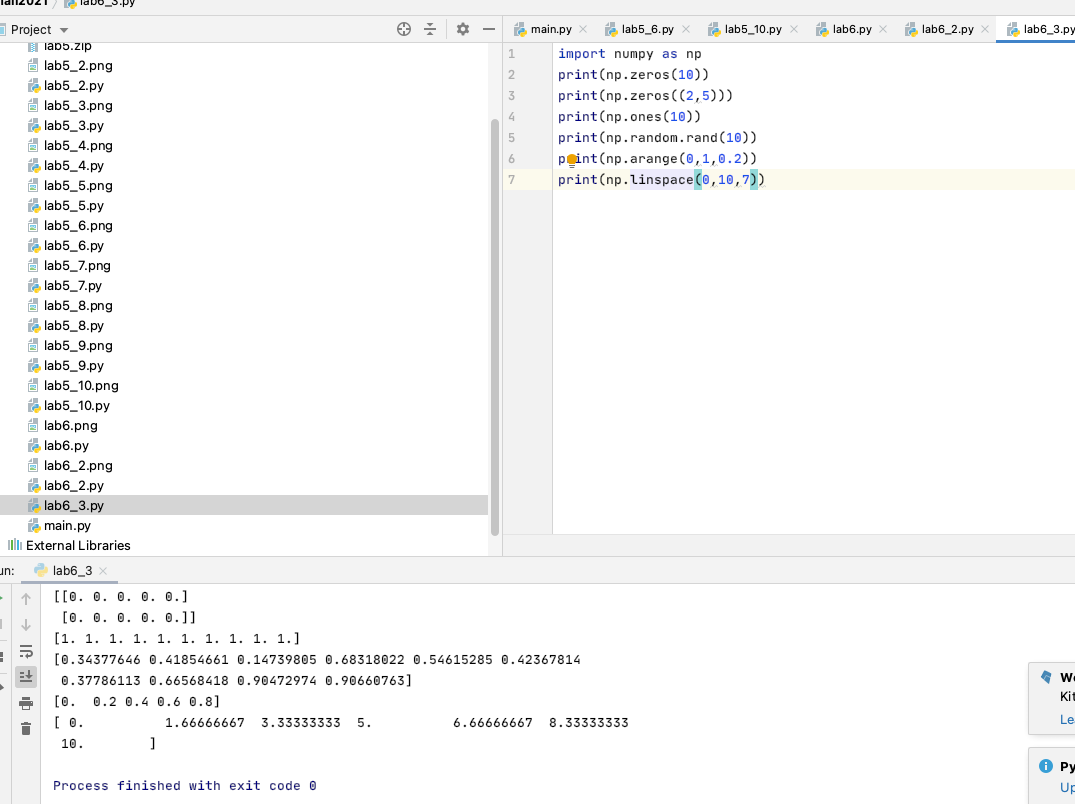 lab6_3.py
Project
main.py
lab5_6.py
lab5_10.py
lab6.py
lab6_2.py
lab6_3.py
lab5.zip
lab5_2.png
lab5_2.py
lab5_3.png
lab5_3.py
lab5_4.png
lab5_4.py
lab5_5.png
lab5_5.py
lab5_6.png
lab5_6.py
lab5_7.png
lab5_7.py
lab5_8.png
lab5_8.py
lab5_9.png
lab5_9.py
lab5_10.png
lab5_10.py
lab6.png
lab6.py
lab6_2.png
lab6_2.py
lab6_3.py
main.py
External Libraries
1 import numpy as np
2 print(np.zeros(10))
3 print(np.zeros((2,5)))
4 print(np.ones(10))
5 print(np.random.rand(10))
6 print(np.arange(0,1,0.2))
7 print(np.linspace(0,10,7))
un:
lab6_3
[[0. 0. 0. 0. 0.]
[0. 0. 0. 0. 0.]]
[1. 1. 1. 1. 1. 1. 1. 1. 1. 1.]
[0.34377646 0.41854661 0.14739805 0.68318022 0.54615285 0.42367814
0.37786113 0.66568418 0.90472974 0.90660763]
[0. 0.2 0.4 0.6 0.8]
[ 0. 1.66666667 3.33333333 5. 6.66666667 8.33333333
10. ]
Process finished with exit code 0
Kit
Le
Py
Up